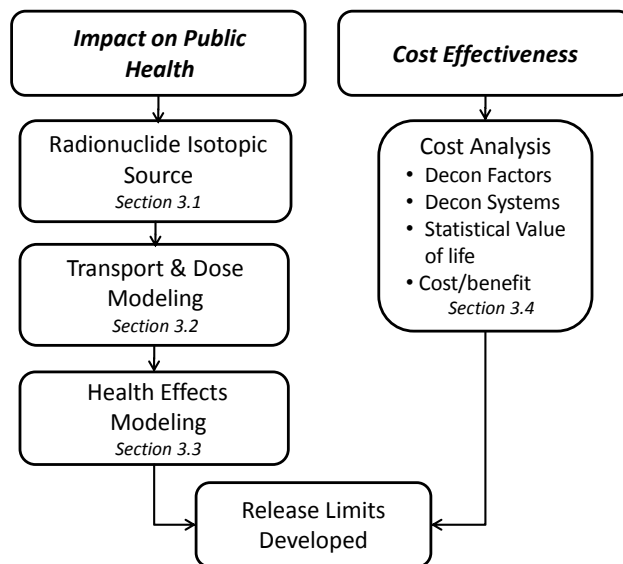 Impact on Public
Health
Radionuclide Isotopic
Source
Section 3.1
Transport & Dose
Modeling
Section 3.2
Health Effects
Modeling
Section 3.3
Cost Effectiveness
Cost Analysis
• Decon Factors
• Decon Systems
• Statistical Value
of life
• Cost/benefit
Section 3.4
Release Limits
Developed